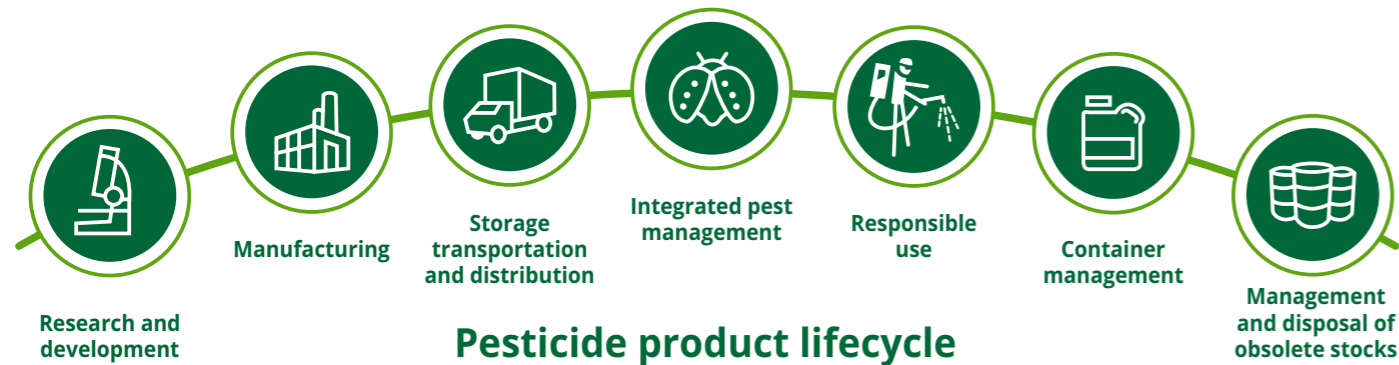 Research and
development
Manufacturing
Storage
transportation
and distribution
Integrated pest
management
Responsible
use
Container
management
Management
and disposal of
obsolete stocks
Pesticide product lifecycle